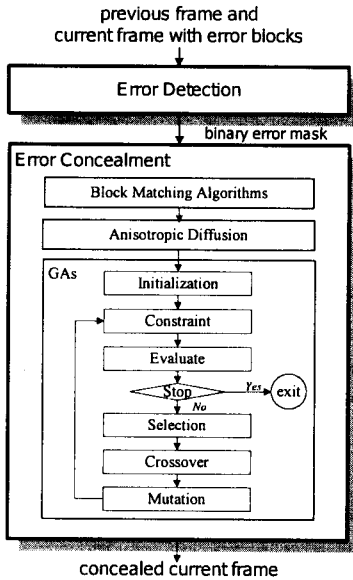 previous frame and
current frame with error blocks
Error Detection
binary error mask
Error Concealment
Block Matching Algorithms
Anisotropic Diffusion
GAs
Initialization
Constraint
Evaluate
Stop
Yes
exit
No
Selection
Crossover
Mutation
concealed current frame